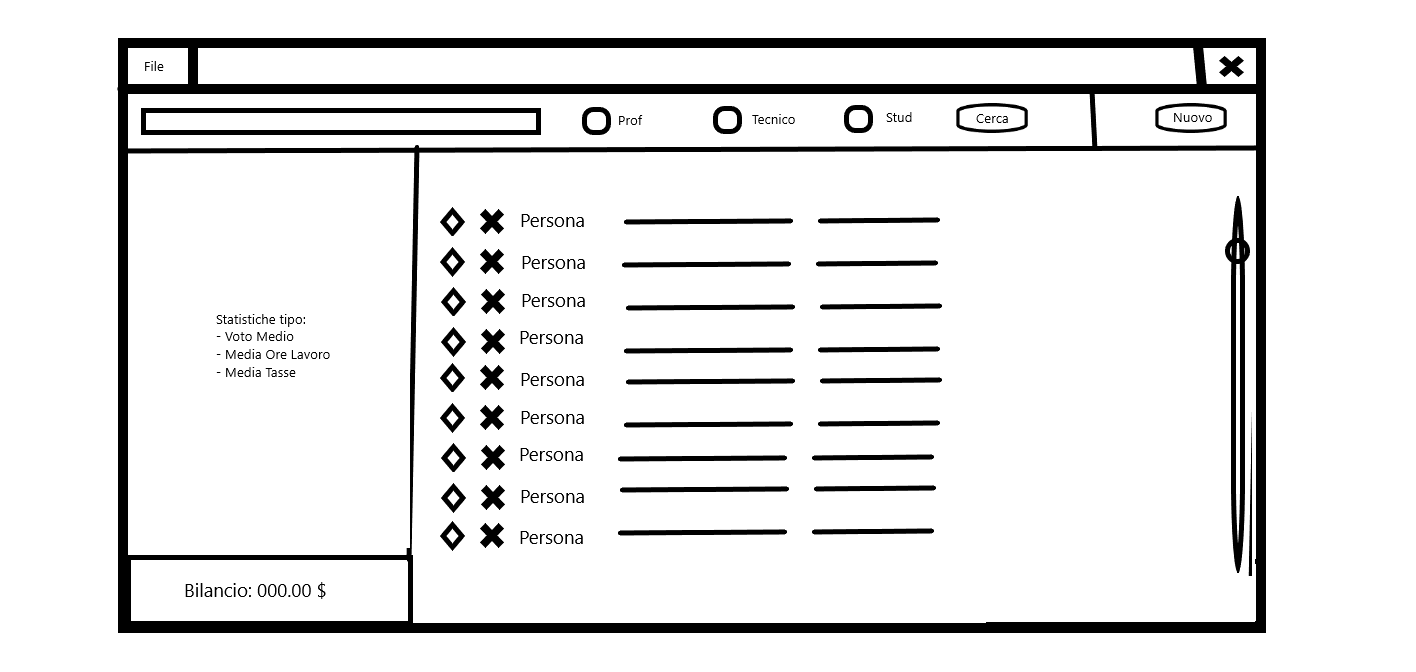 File
Prof
Tecnico
Stud
Cerca
Nuovo
Statistiche tipo:
- Voto Medio
- Media Ore Lavoro
- Media Tasse
Persona
Persona
Persona
Persona
Persona
Persona
Persona
Persona
Persona
Bilancio: 000.00 $